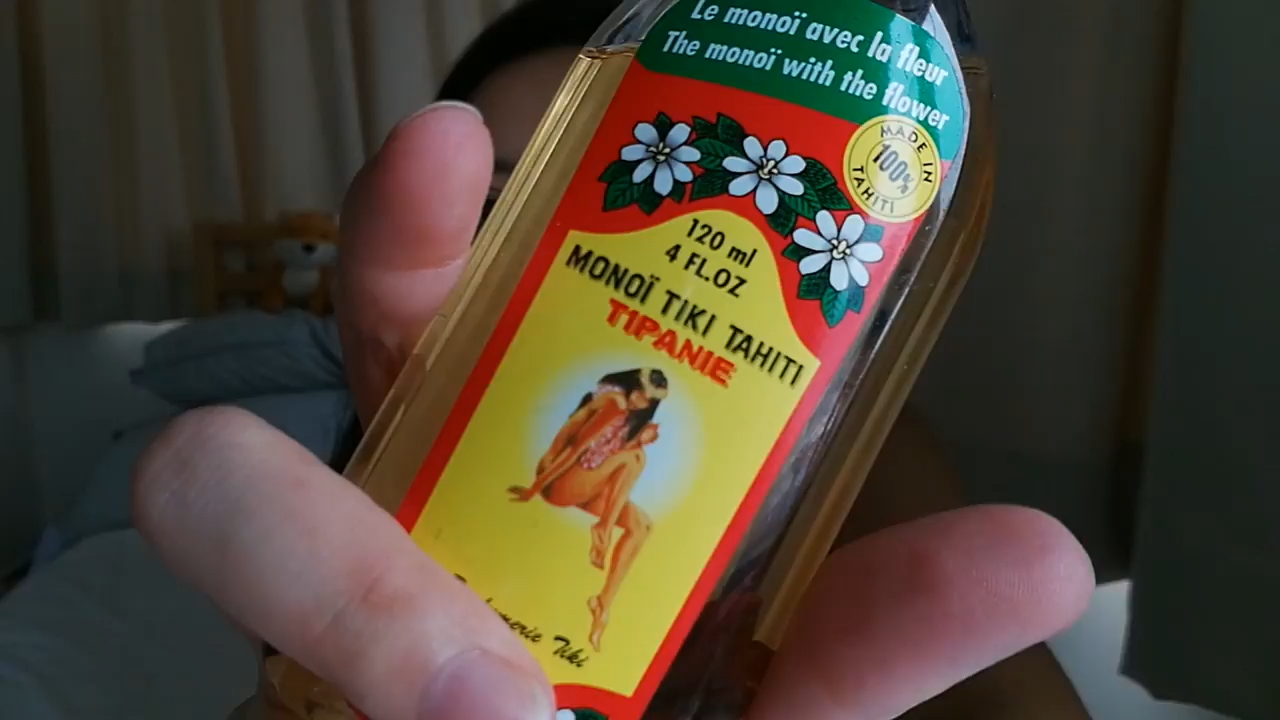 Le monoï avec la fleur
The monoï with the flower
MADE IN
100%
TAHITI
120 ml
4 FL.OZ
MONOÏ TIKI TAHITI
TIPANIE
Tiki